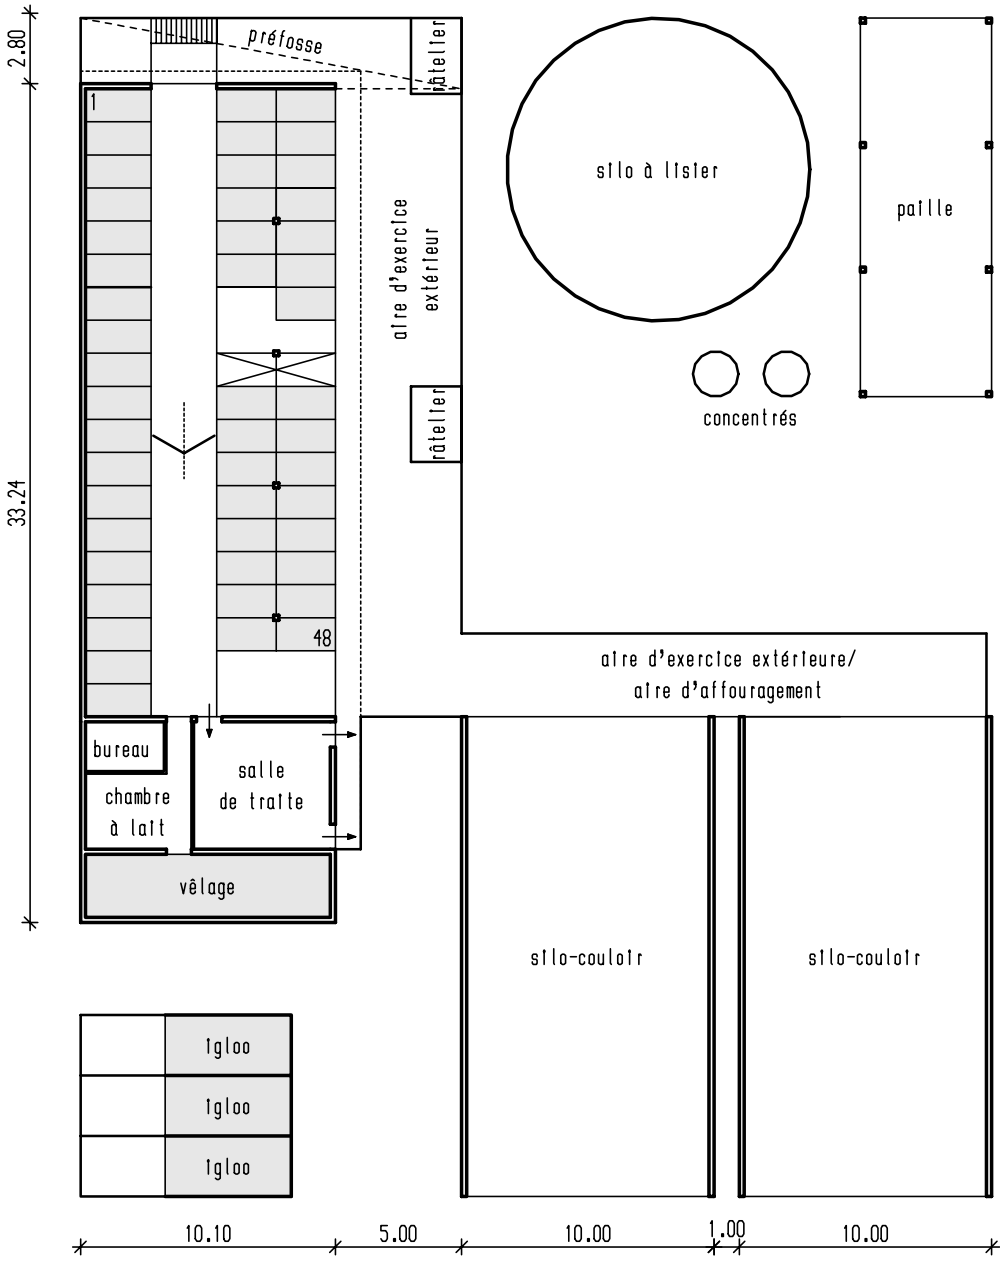 2.80
préfosse
râtelier
1
silo à lisier
paille
aire d'exercice
extérieur
râtelier
concentrés
33.24
48
aire d'exercice extérieure/
aire d'affouragement
bureau
salle
de traite
chambre
à lait
vêlage
silo-couloir
silo-couloir
igloo
igloo
igloo
10.10
5.00
10.00
1.00
10.00